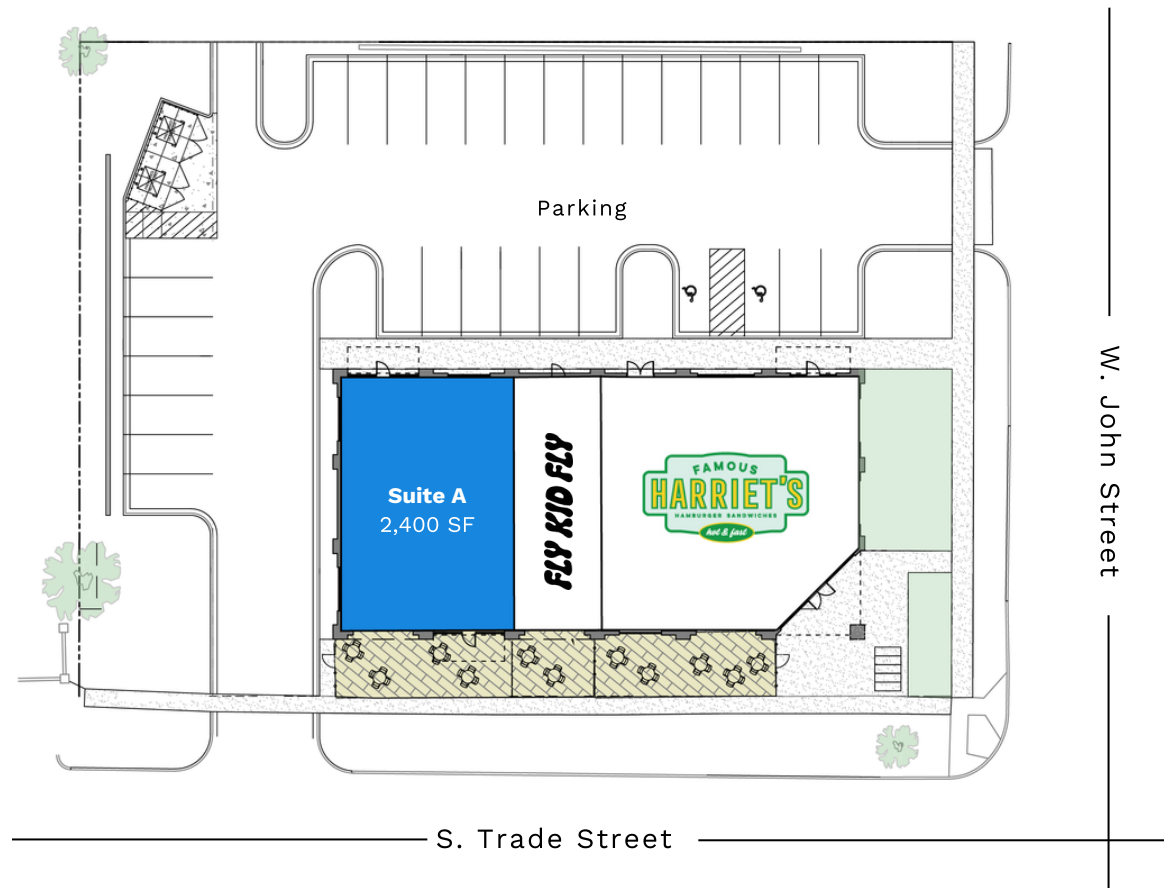 Parking
W. John Street
Suite A
2,400 SF
FLY KID FLY
FAMOUS
HARRIET'S
HAMBURGER SANDWICHES
hot & fast
S. Trade Street